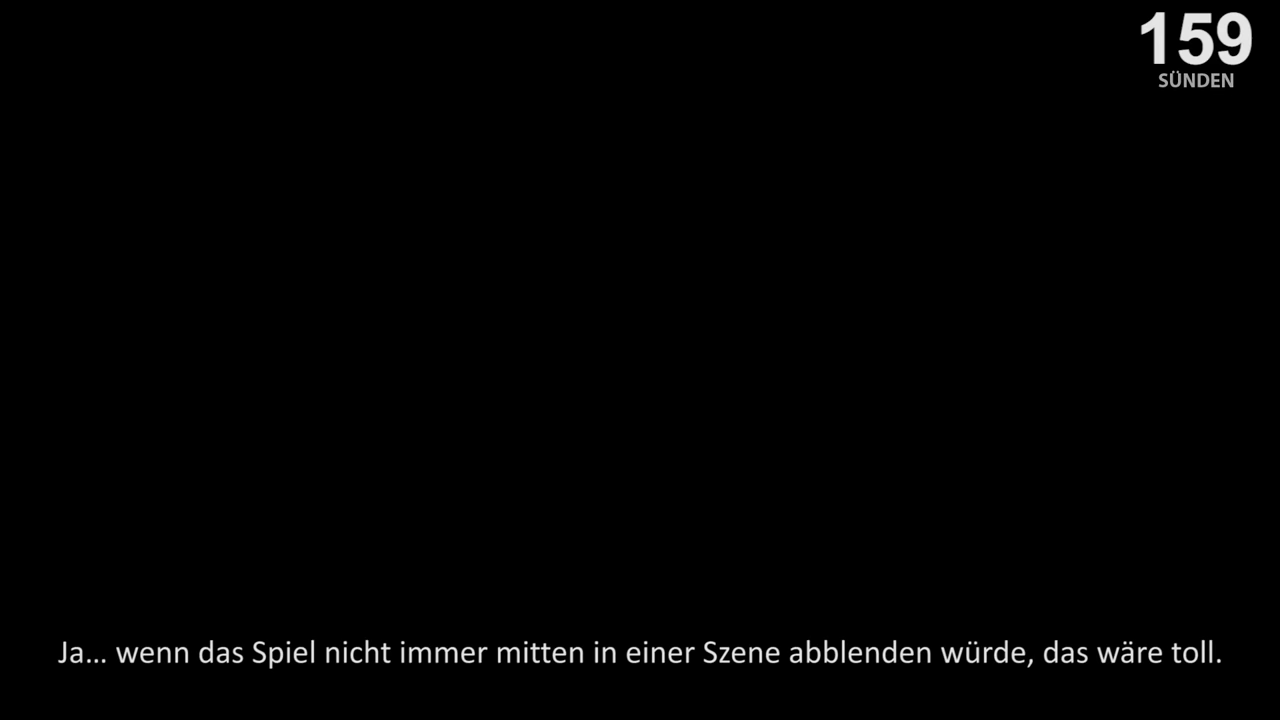 159
SÜNDEN
Ja... wenn das Spiel nicht immer mitten in einer Szene abblenden würde, das wäre toll.